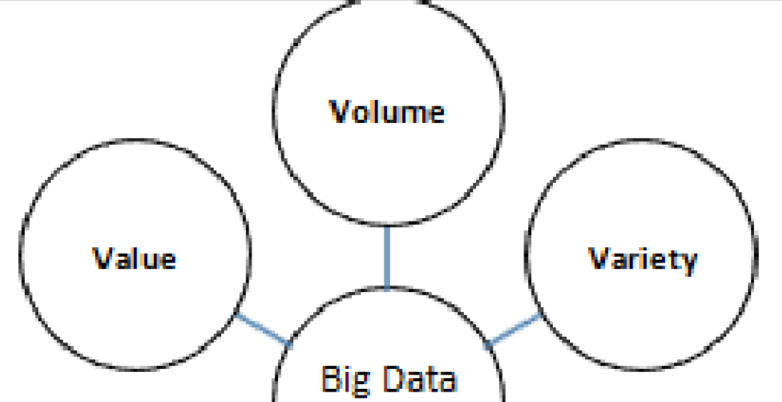 Volume
Value
Variety
Big Data